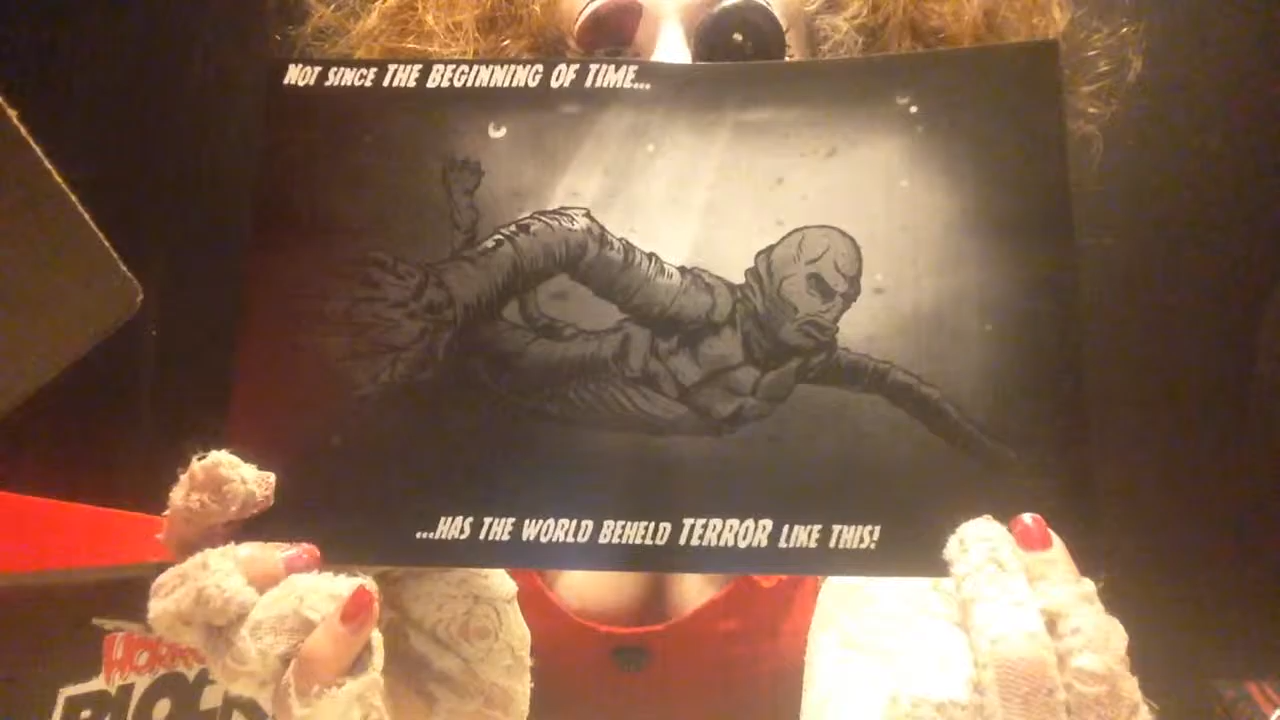 NOT SINCE THE BEGINNING OF TIME...
...HAS THE WORLD BEHELD TERROR LIKE THIS!